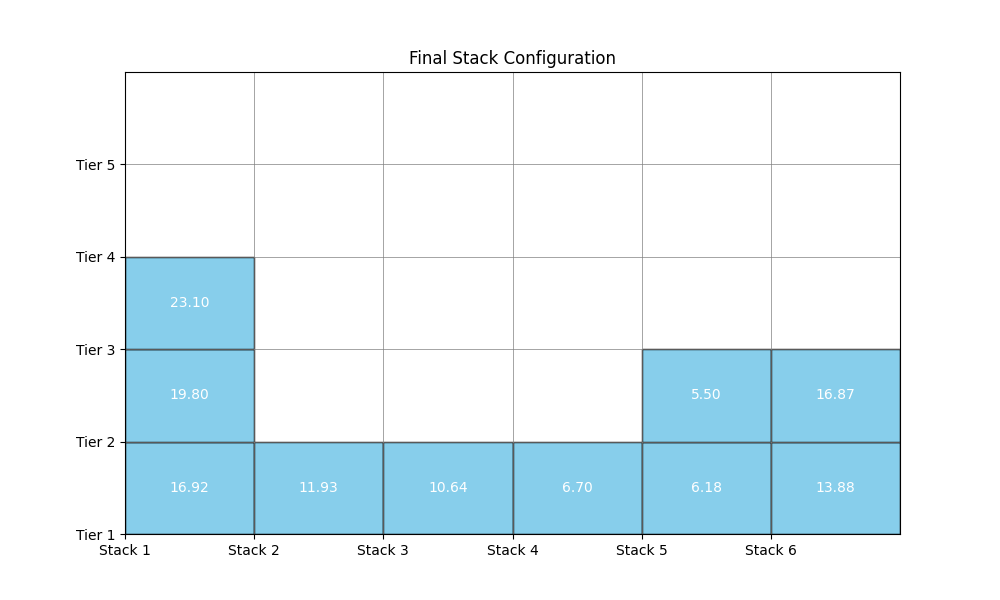 Final Stack Configuration
Tier 5
Tier 4
23.10
Tier 3
19.80 5.50 16.87
Tier 2
16.92 11.93 10.64 6.70 6.18 13.88
Tier 1
Stack 1 Stack 2 Stack 3 Stack 4 Stack 5 Stack 6